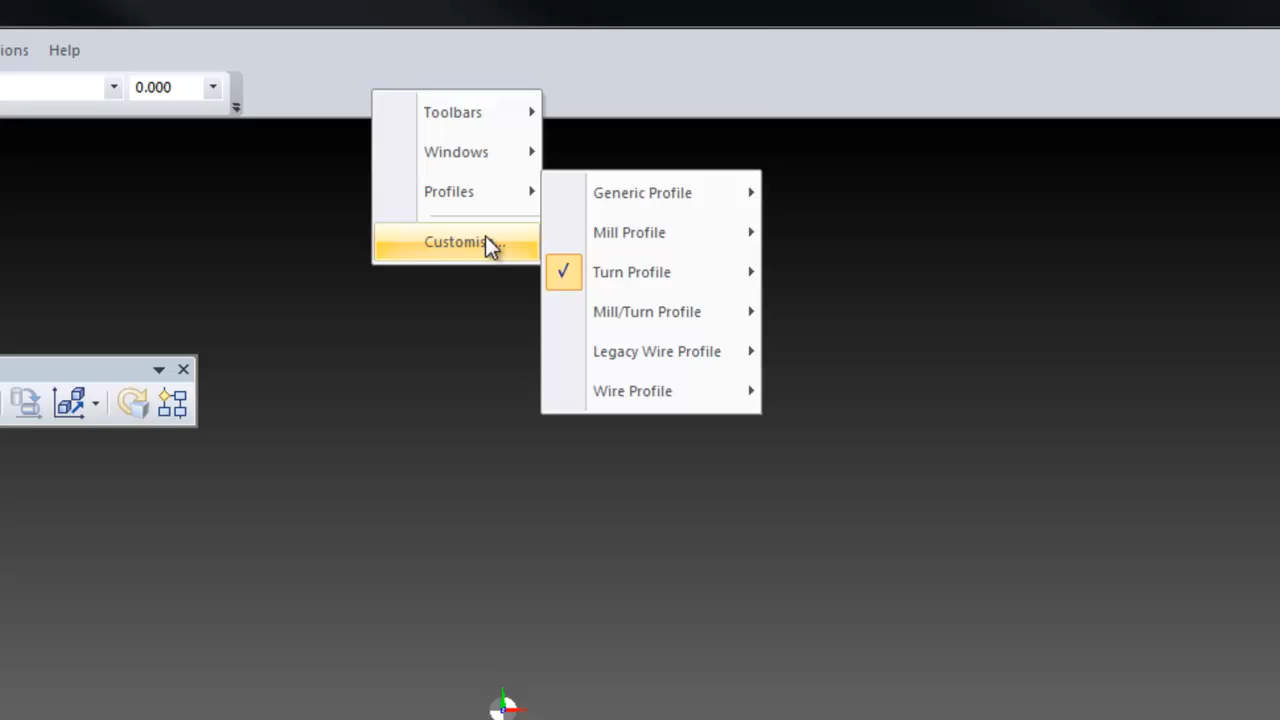 ions Help
0.000
Toolbars
Windows
Profiles
Customis...
Generic Profile
Mill Profile
Turn Profile
Mill/Turn Profile
Legacy Wire Profile
Wire Profile